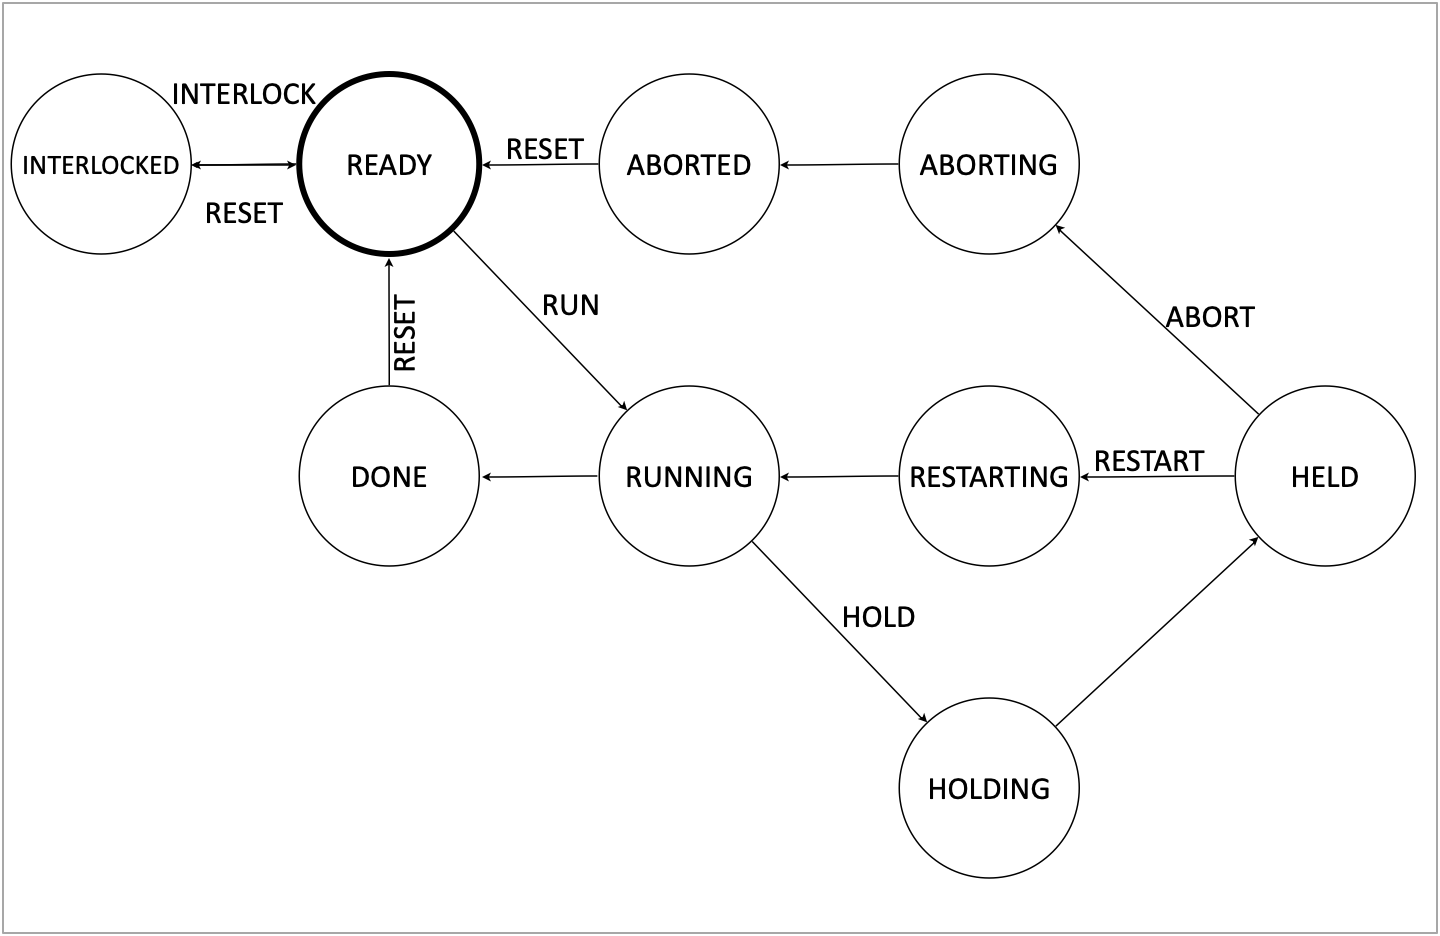 INTERLOCK
INTERLOCKED
READY
RESET
ABORTED
ABORTING
RESET
RESET
RUN
ABORT
DONE
RUNNING
RESTARTING
RESTART
HELD
HOLD
HOLDING